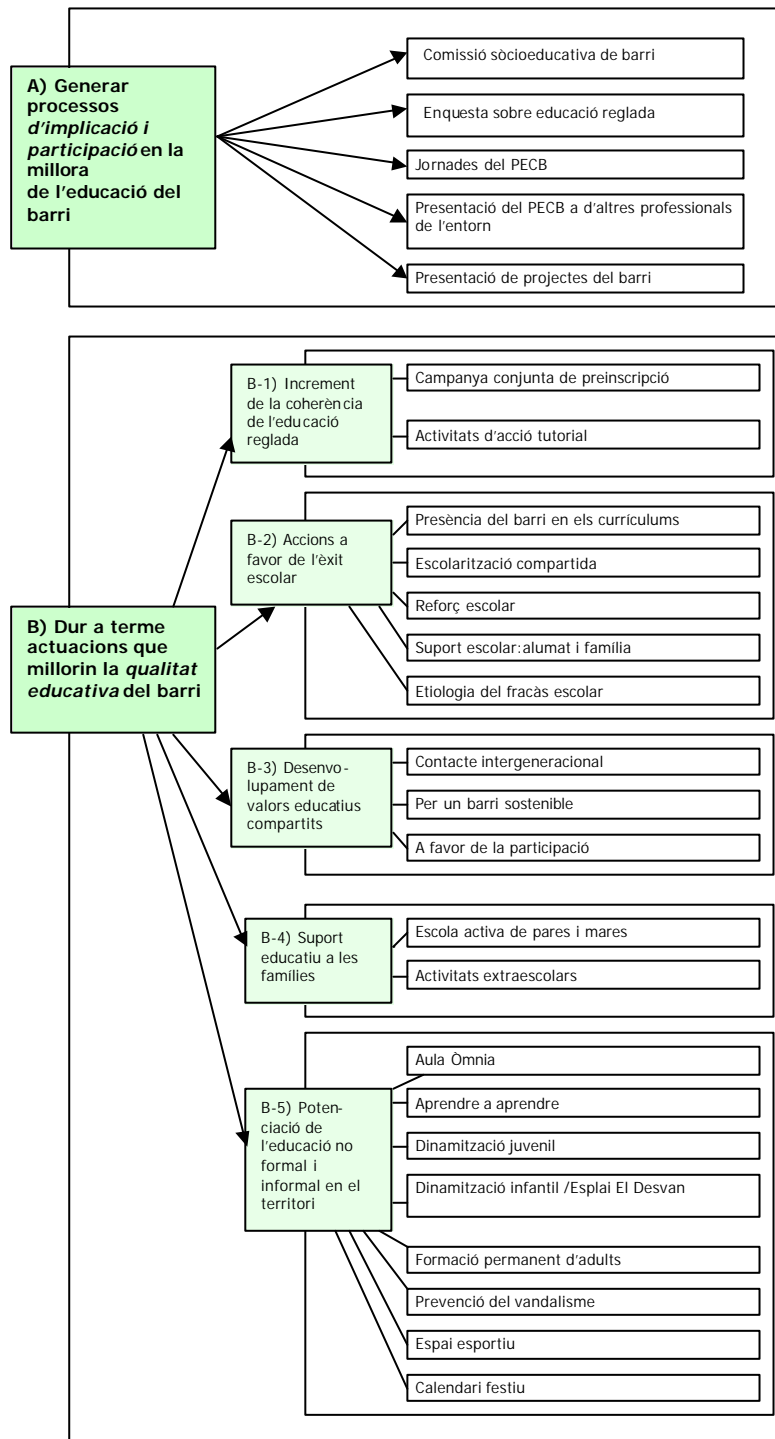 A) Generar
processos
d'implicació i
participació en la
millora
de l'educació del
barri
Comissió sòcioeducativa de barri
Enquesta sobre educació reglada
Jornades del PECB
Presentació del PECB a d'altres professionals
de l'entorn
Presentació de projectes del barri
B) Dur a terme
actuacions que
millorin la qualitat
educativa del barri
B-1) Increment
de la coherència
de l'educació
reglada
Campanya conjunta de preinscripció
Activitats d'acció tutorial
B-2) Accions a
favor de l'èxit
escolar
Presència del barri en els currículums
Escolarització compartida
Reforç escolar
Suport escolar:alumat i família
Etiologia del fracàs escolar
B-3) Desenvo-
lupament de
valors educatius
compartits
Contacte intergeneracional
Per un barri sostenible
A favor de la participació
B-4) Suport
educatiu a les
famílies
Escola activa de pares i mares
Activitats extraescolars
B-5) Poten-
ciació de
l'educació no
formal i
informal en el
territori
Aula Òmnia
Aprendre a aprendre
Dinamització juvenil
Dinamització infantil /Esplai El Desvan
Formació permanent d'adults
Prevenció del vandalisme
Espai esportiu
Calendari festiu